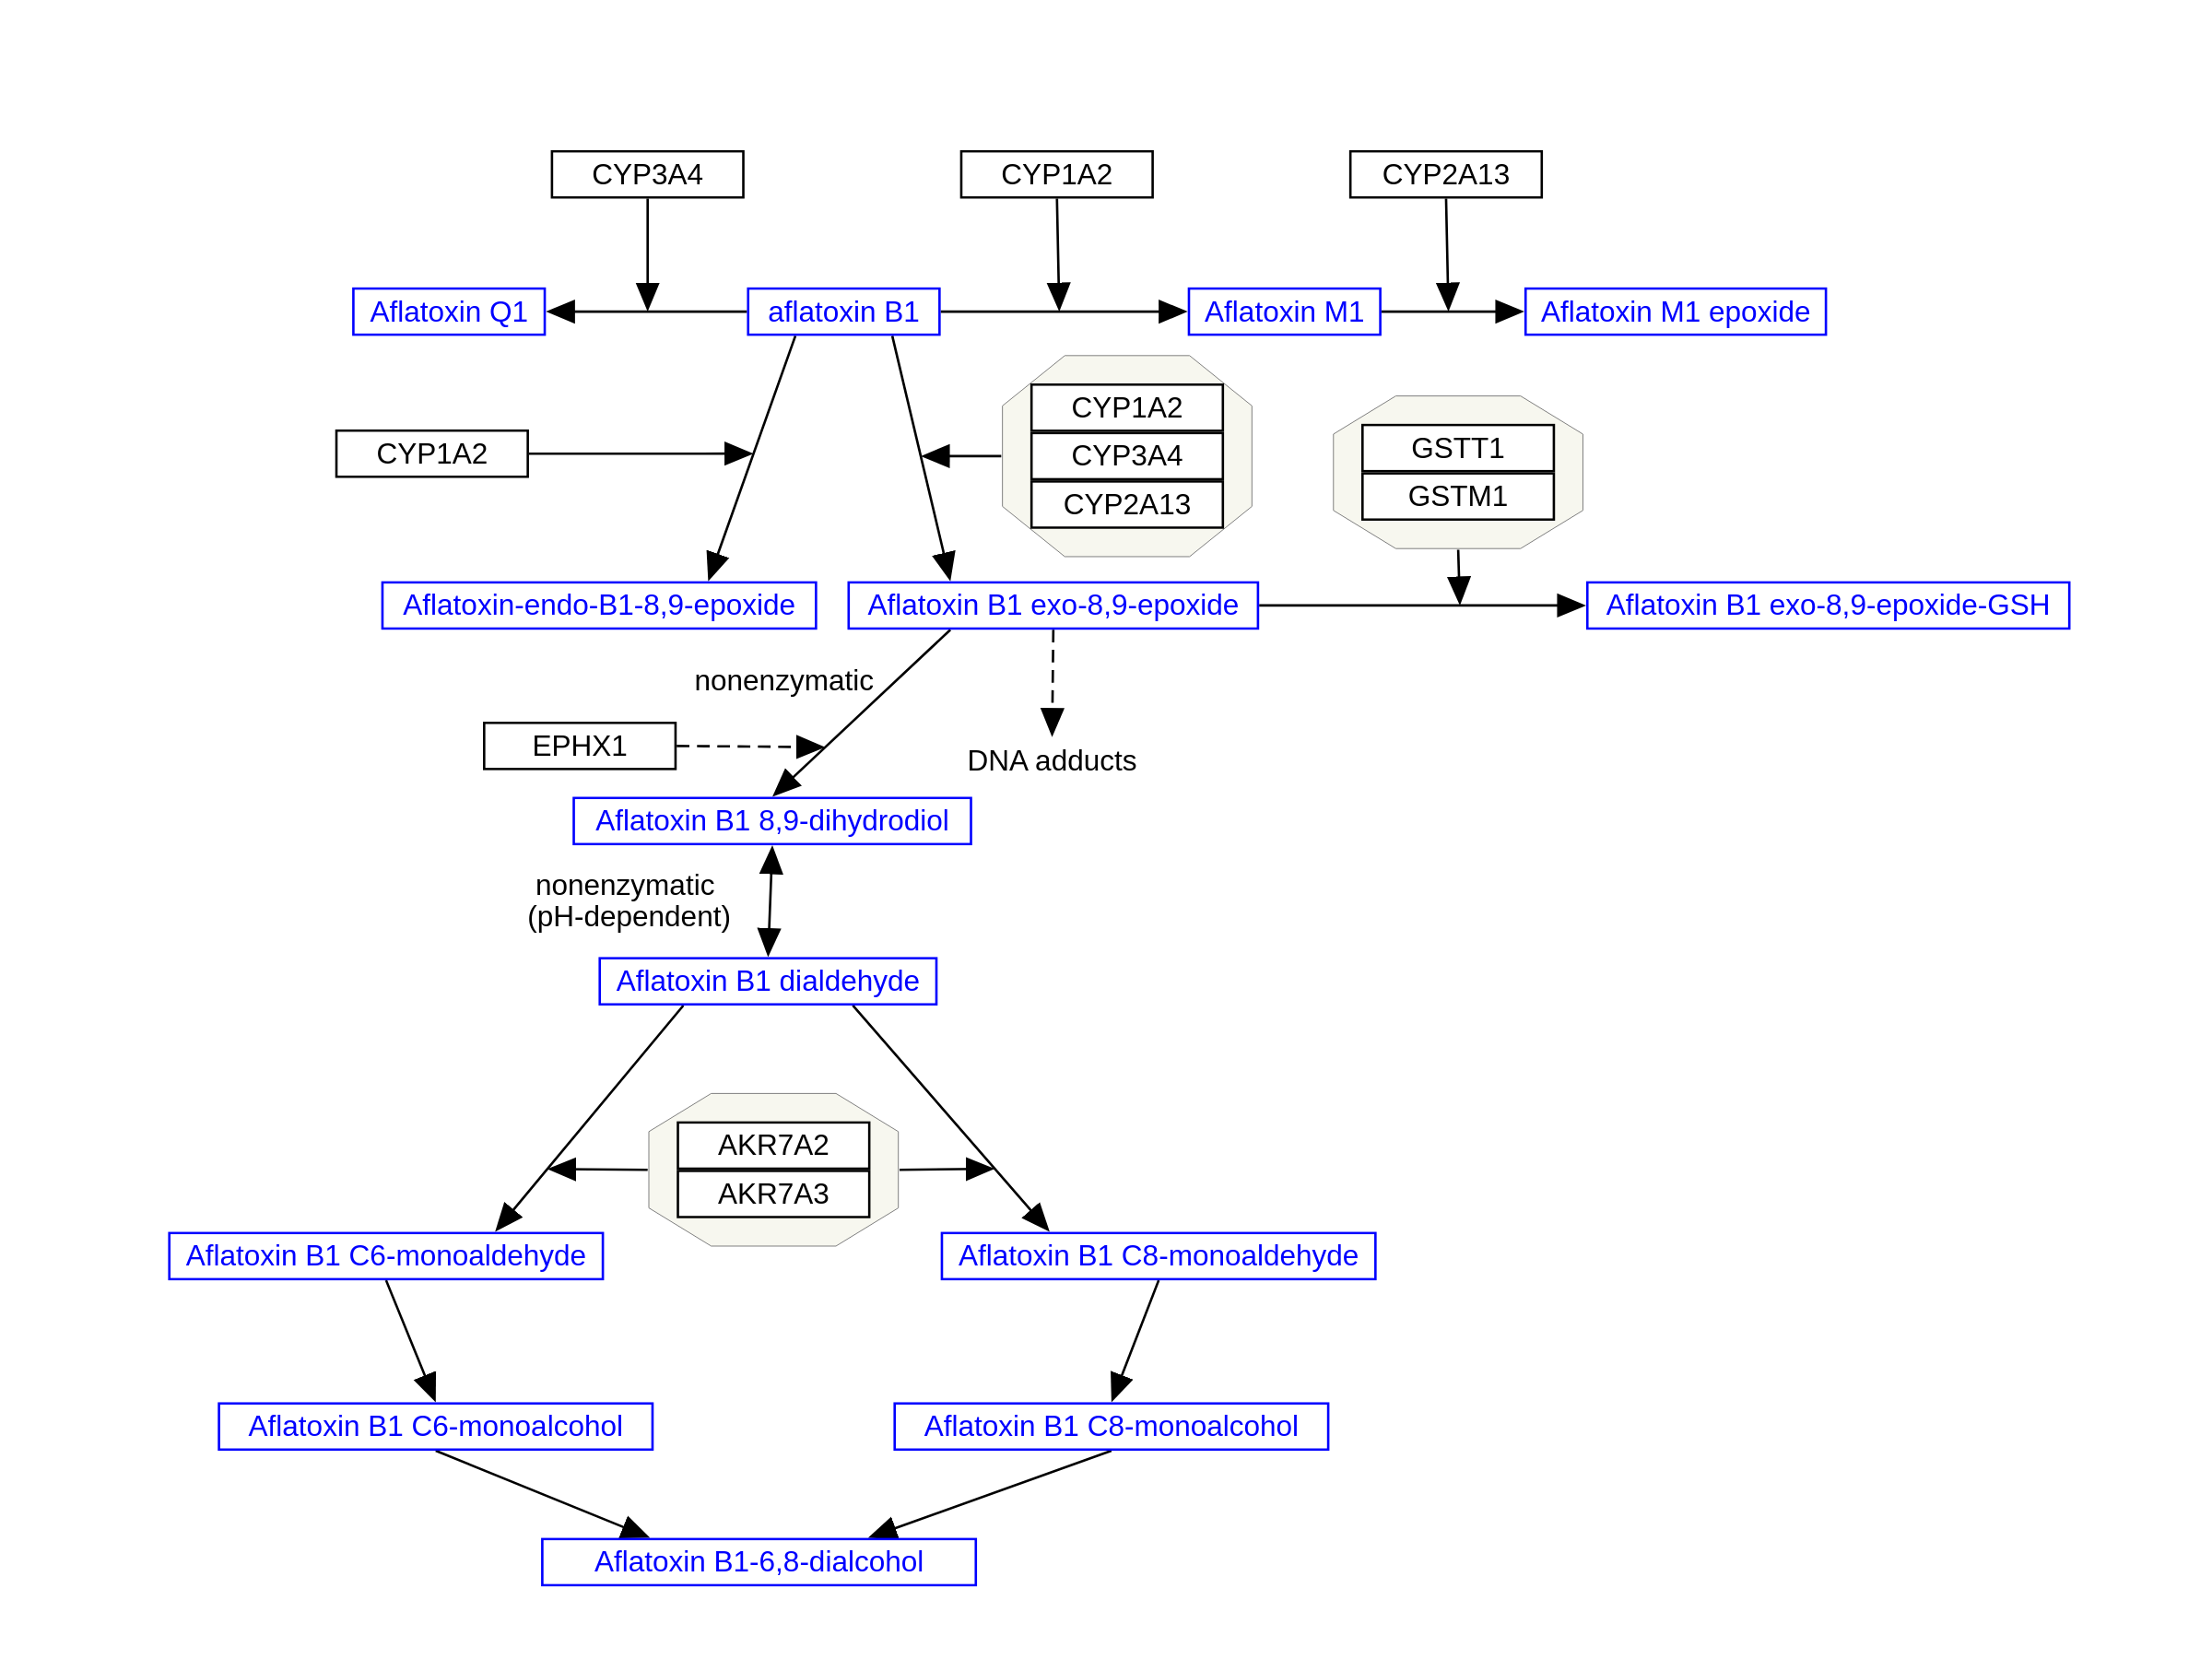 CYP3A4
CYP1A2
CYP2A13
Aflatoxin Q1
aflatoxin B1
Aflatoxin M1
Aflatoxin M1 epoxide
CYP1A2
CYP1A2
CYP3A4
CYP2A13
GSTT1
GSTM1
Aflatoxin-endo-B1-8,9-epoxide
Aflatoxin B1 exo-8,9-epoxide
Aflatoxin B1 exo-8,9-epoxide-GSH
nonenzymatic
EPHX1
DNA adducts
Aflatoxin B1 8,9-dihydrodiol
nonenzymatic
(pH-dependent)
Aflatoxin B1 dialdehyde
AKR7A2
AKR7A3
Aflatoxin B1 C6-monoaldehyde
Aflatoxin B1 C8-monoaldehyde
Aflatoxin B1 C6-monoalcohol
Aflatoxin B1 C8-monoalcohol
Aflatoxin B1-6,8-dialcohol